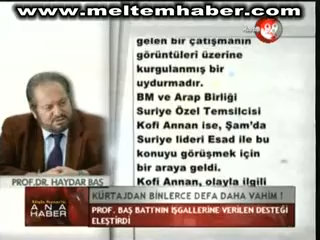 www.meltemhaber.com
gelen bir çatışmanın
görüntüleri üzerine
kurgulanmış bir
uydurmadır.
BM ve Arap Birliği
Suriye Özel Temsilcisi
Kofi Annan ise, Şam'da
Suriye lideri Esad ile bu
konuyu görüşmek için
bir araya geldi.
Kofi Annan, olayla ilgili
PROF.DR. HAYDAR BAŞ
KÜRTAJDAN BİNLERCE DEFA DAHA VAHİM !
ANA
HABER
PROF. BAŞ BATI'NIN İŞGALLERİNE VERİLEN DESTEĞİ
ELEŞTİRDİ